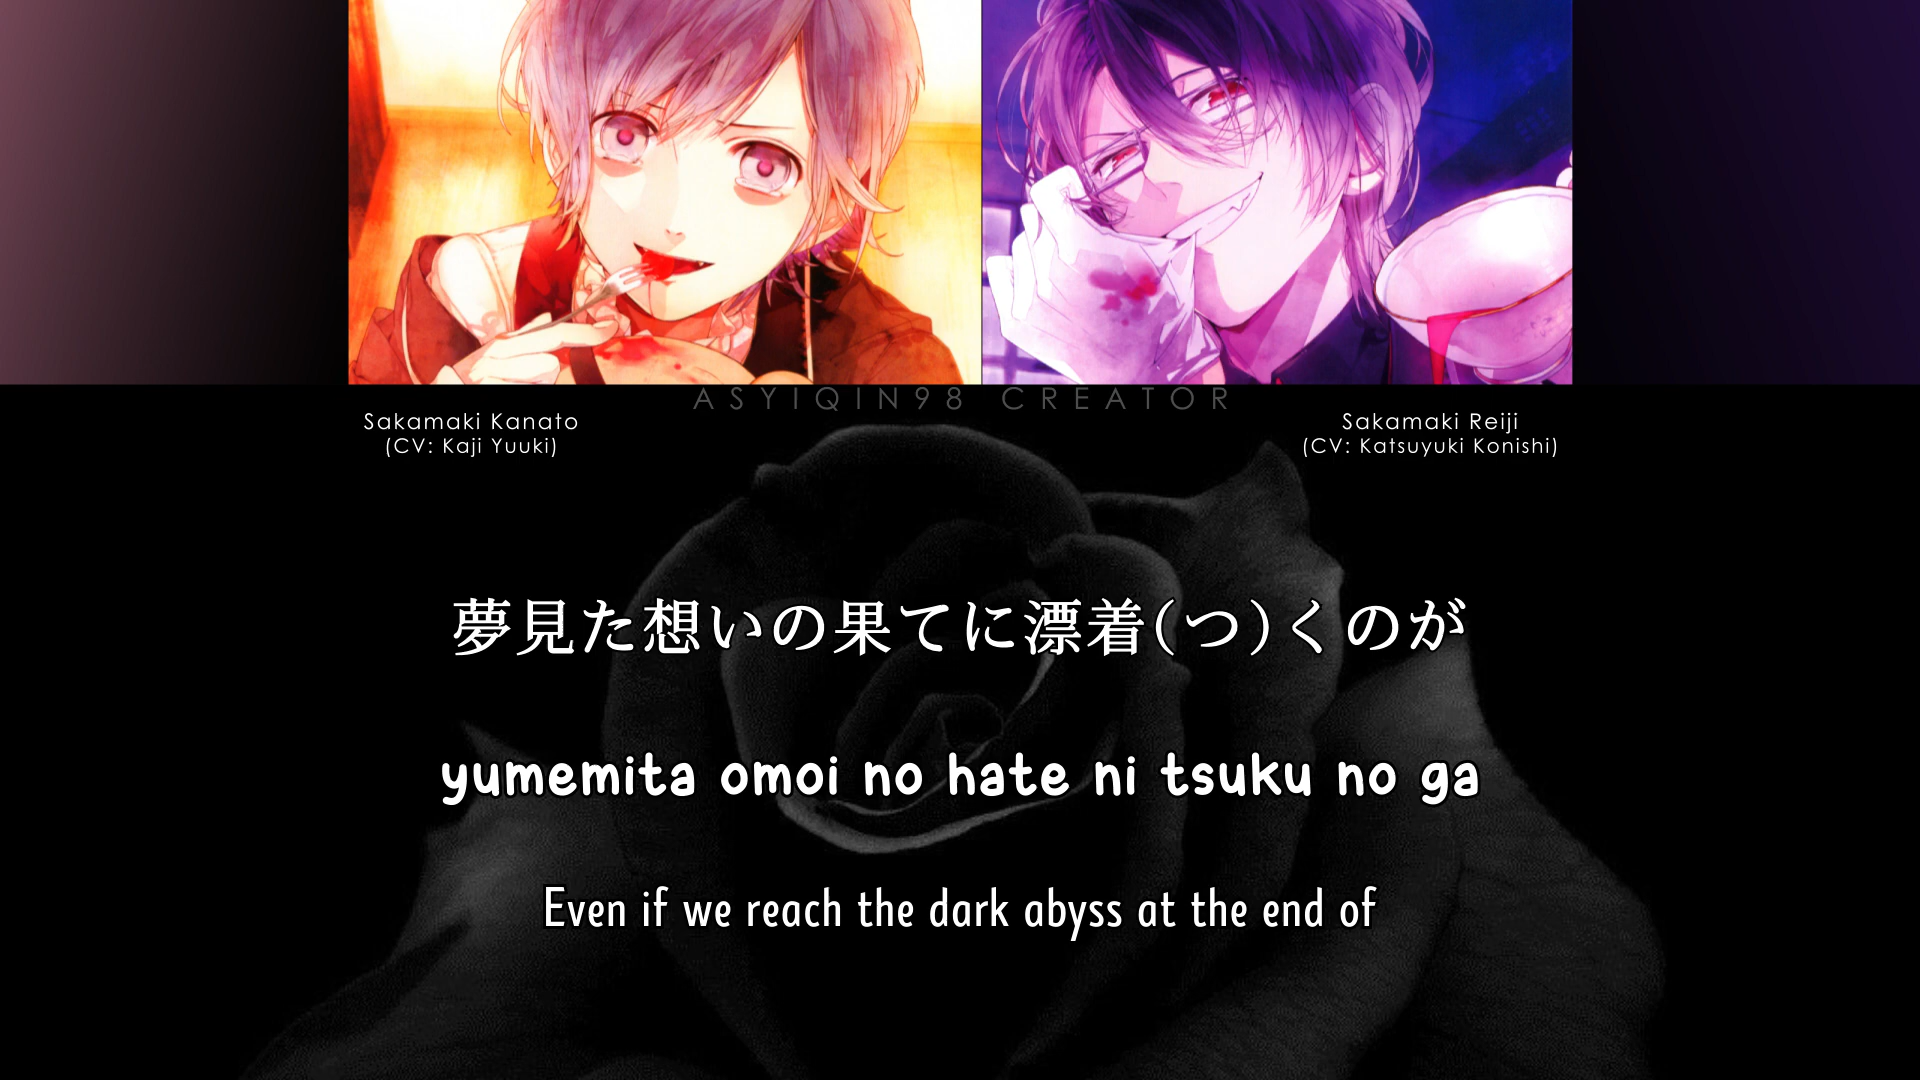 ASYIQIN98 CREATOR
Sakamaki Kanato
(CV: Kaji Yuuki)
Sakamaki Reiji
(CV: Katsuyuki Konishi)
夢見た想いの果てに漂着(つ)くのが
yumemita omoi no hate ni tsuku no ga
Even if we reach the dark abyss at the end of